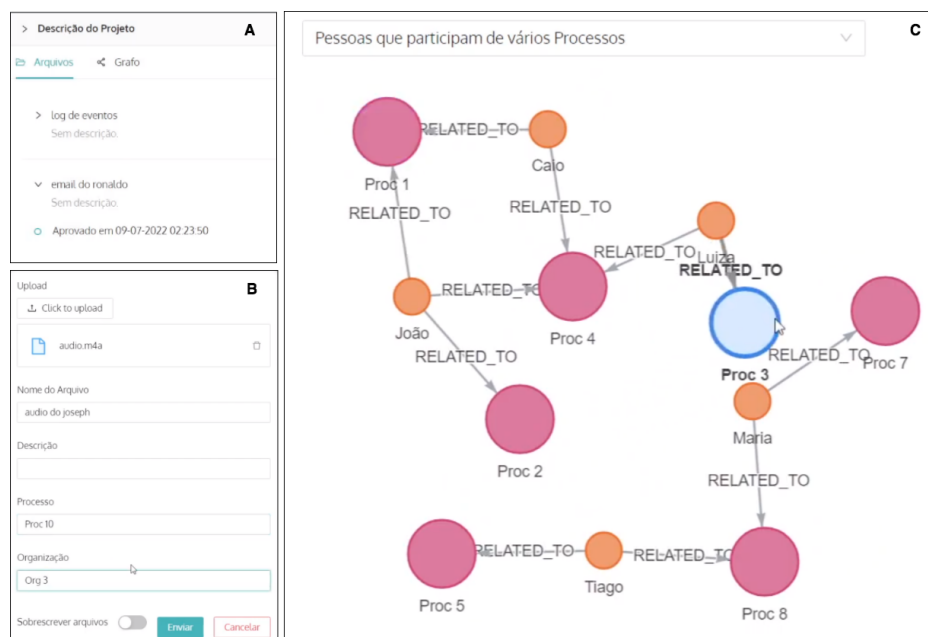 Descrição do Projeto
A
Arquivos
Grafo
log de eventos
Sem descrição.
email do ronaldo
Sem descrição.
Aprovado em 09-07-2022 02:23:50
Upload
B
Click to upload
audio.m4a
Nome do Arquivo
audio do joseph
Descrição
Processo
Proc 10
Organização
Org 3
Sobrescrever arquivos
Enviar
Cancelar
C
Pessoas que participam de vários Processos
RELATED_TO
Caio
Proc 1
RELATED_TO
RELATED_TO
RELATED_TO
Luiza
RELATED_TO
RELATED_TO
João
Proc 4
RELATED_TO
RELATED_TO
Proc 7
Proc 3
Maria
Proc 2
RELATED_TO
RELATED_TO
RELATED_TO
Tiago
Proc 5
Proc 8